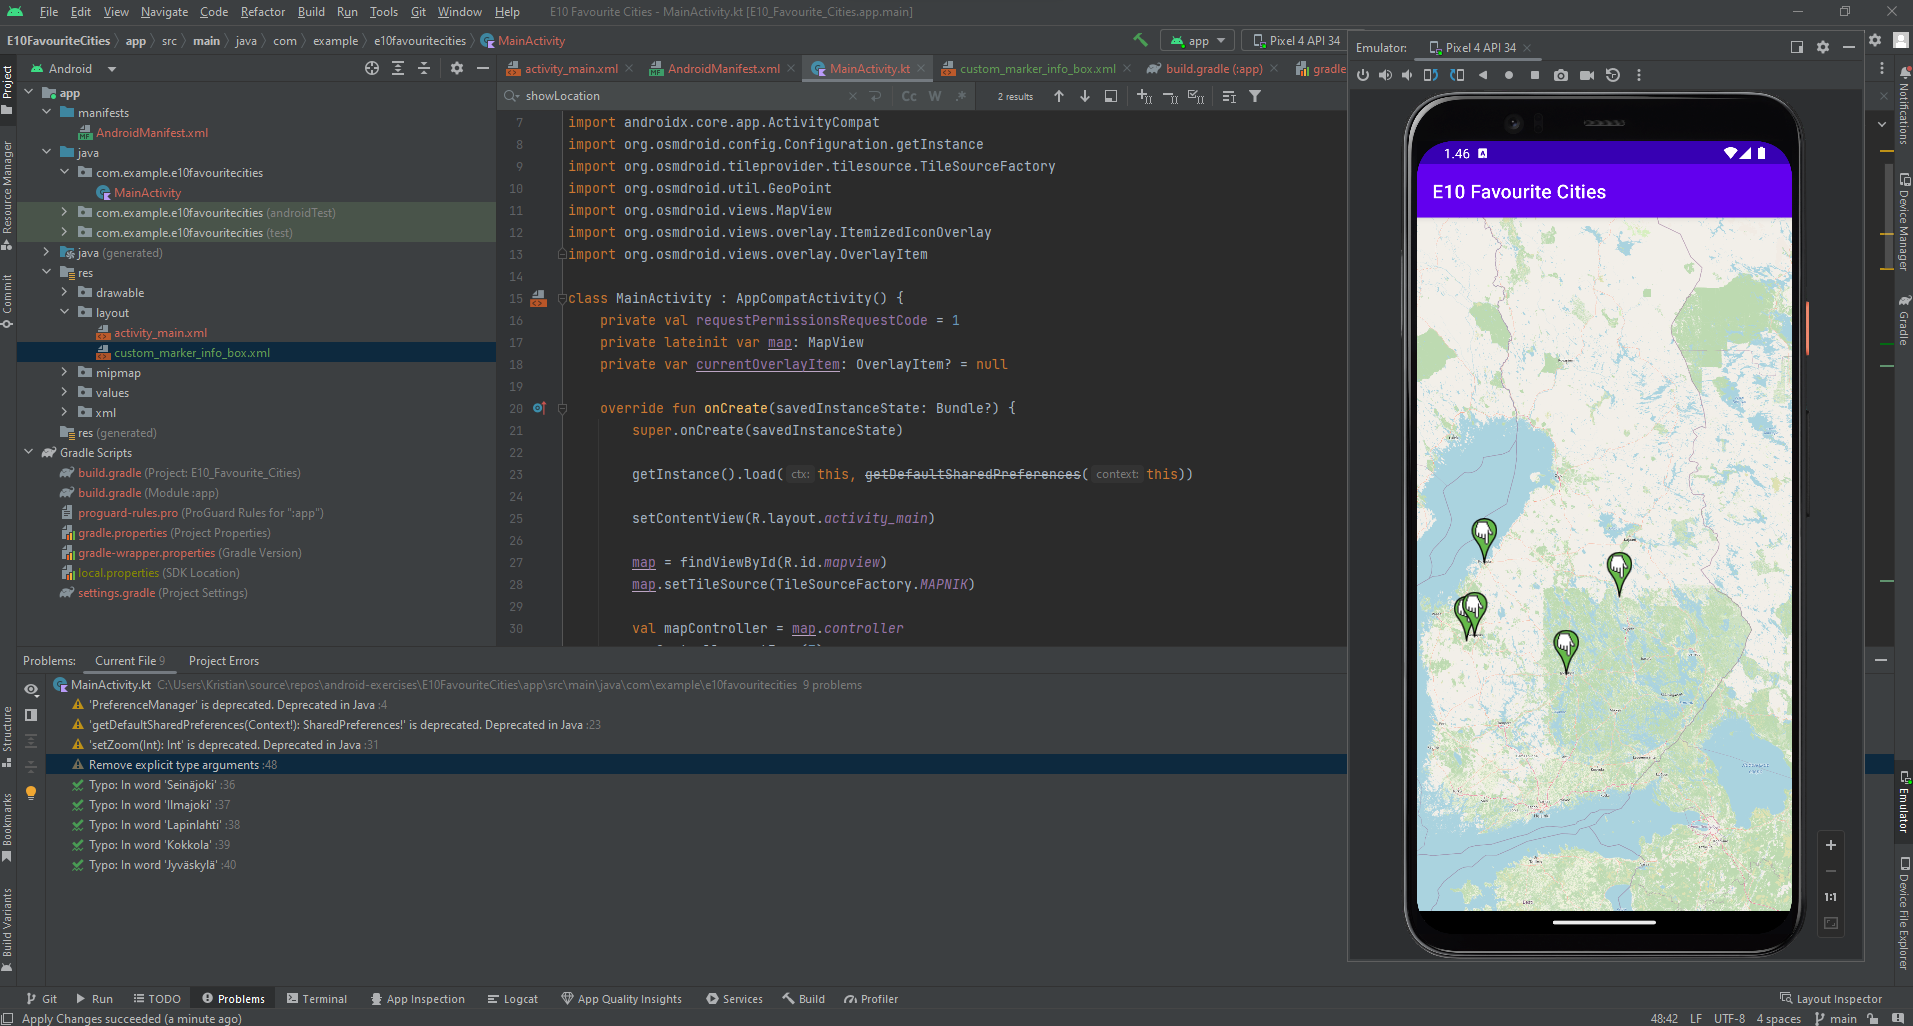 File Edit View Navigate Code Refactor Build Run Tools Git Window Help E10 Favourite Cities - MainActivity.kt [E10_Favourite_Cities.app.main]
E10FavouriteCities app src main java com example e10favouritecities MainActivity app Pixel 4 API 34
Emulator: Pixel 4 API 34
Android
activity_main.xml AndroidManifest.xml MainActivity.kt custom_marker_info_box.xml build.gradle (:app) gradle
showLocation Cc W .* 2 results
app
manifests
AndroidManifest.xml
java
com.example.e10favouritecities
MainActivity
com.example.e10favouritecities (androidTest)
com.example.e10favouritecities (test)
java (generated)
res
drawable
layout
activity_main.xml
custom_marker_info_box.xml
mipmap
values
xml
res (generated)
Gradle Scripts
build.gradle (Project: E10_Favourite_Cities)
build.gradle (Module :app)
proguard-rules.pro (ProGuard Rules for ":app")
gradle.properties (Project Properties)
gradle-wrapper.properties (Gradle Version)
local.properties (SDK Location)
settings.gradle (Project Settings)
7 import androidx.core.app.ActivityCompat
8 import org.osmdroid.config.Configuration.getInstance
9 import org.osmdroid.tileprovider.tilesource.TileSourceFactory
10 import org.osmdroid.util.GeoPoint
11 import org.osmdroid.views.MapView
12 import org.osmdroid.views.overlay.ItemizedIconOverlay
13 import org.osmdroid.views.overlay.OverlayItem
14
15 class MainActivity : AppCompatActivity() {
16 private val requestPermissionsRequestCode = 1
17 private lateinit var map: MapView
18 private var currentOverlayItem: OverlayItem? = null
19
20 override fun onCreate(savedInstanceState: Bundle?) {
21 super.onCreate(savedInstanceState)
22
23 getInstance().load( ctx: this, getDefaultSharedPreferences( context: this))
24
25 setContentView(R.layout.activity_main)
26
27 map = findViewById(R.id.mapview)
28 map.setTileSource(TileSourceFactory.MAPNIK)
29
30 val mapController = map.controller
1.46
E10 Favourite Cities
1:1
Problems: Current File 9 Project Errors
MainActivity.kt C:\Users\Kristian\source\repos\android-exercises\E10FavouriteCities\app\src\main\java\com\example\e10favouritecities 9 problems
'PreferenceManager' is deprecated. Deprecated in Java :4
'getDefaultSharedPreferences(Context!): SharedPreferences!' is deprecated. Deprecated in Java :23
'setZoom(Int): Int' is deprecated. Deprecated in Java :31
Remove explicit type arguments :48
Typo: In word 'Seinäjoki' :36
Typo: In word 'Ilmajoki' :37
Typo: In word 'Lapinlahti' :38
Typo: In word 'Kokkola' :39
Typo: In word 'Jyväskylä' :40
Project
Resource Manager
Commit
Structure
Bookmarks
Build Variants
Notifications
Device Manager
Gradle
Emulator
Device File Explorer
Git Run TODO Problems Terminal App Inspection Logcat App Quality Insights Services Build Profiler Layout Inspector
Apply Changes succeeded (a minute ago) 48:42 LF UTF-8 4 spaces main